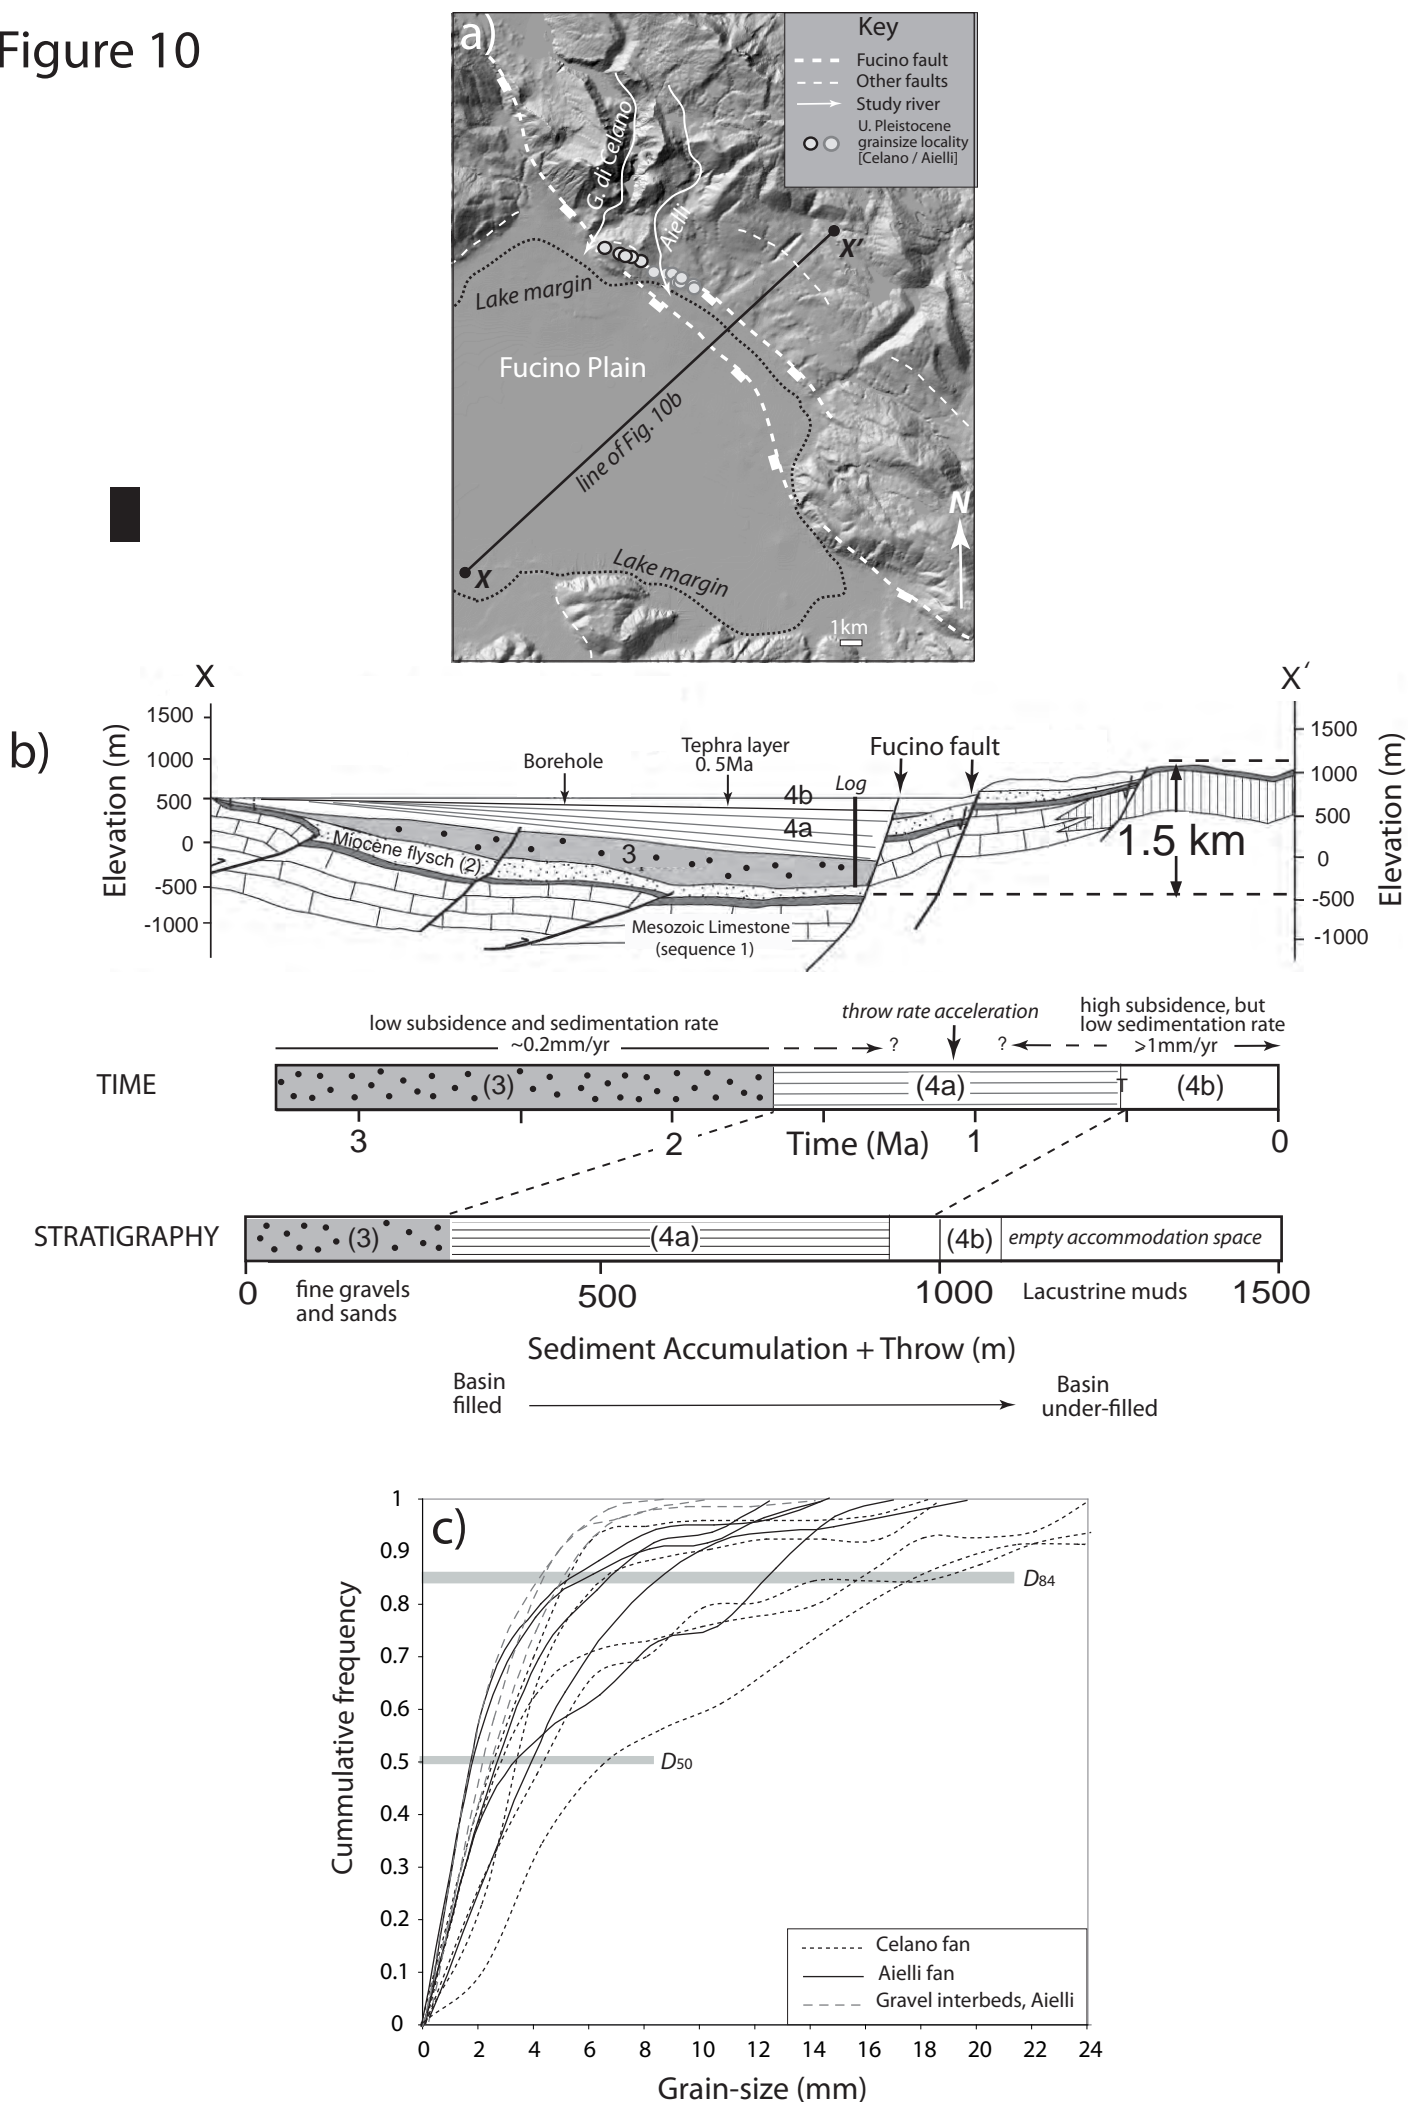 Figure 10
a)
Key
Fucino fault
Other faults
Study river
U. Pleistocene
grainsize locality
[Celano / Aielli]
G. di Celano
Aielli
X'
Lake margin
Fucino Plain
line of Fig. 10b
N
X
Lake margin
1km
X
X'
b)
Elevation (m)
1500
1000
500
0
-500
-1000
Borehole
Tephra layer
0. 5Ma
Fucino fault
Log
4b
4a
3
Miocene flysch (2)
Mesozoic Limestone
(sequence 1)
1.5 km
1500
1000
500
0
-500
-1000
Elevation (m)
low subsidence and sedimentation rate
~0.2mm/yr
throw rate acceleration
? ?
high subsidence, but
low sedimentation rate
>1mm/yr
TIME
(3)
(4a)
T
(4b)
3 2 Time (Ma) 1 0
STRATIGRAPHY
(3)
(4a)
(4b)
empty accommodation space
0 500 1000 1500
fine gravels
and sands
Lacustrine muds
Sediment Accumulation + Throw (m)
Basin
filled
Basin
under-filled
c)
Cummulative frequency
1
0.9
0.8
0.7
0.6
0.5
0.4
0.3
0.2
0.1
0
D84
D50
Celano fan
Aielli fan
Gravel interbeds, Aielli
0 2 4 6 8 10 12 14 16 18 20 22 24
Grain-size (mm)